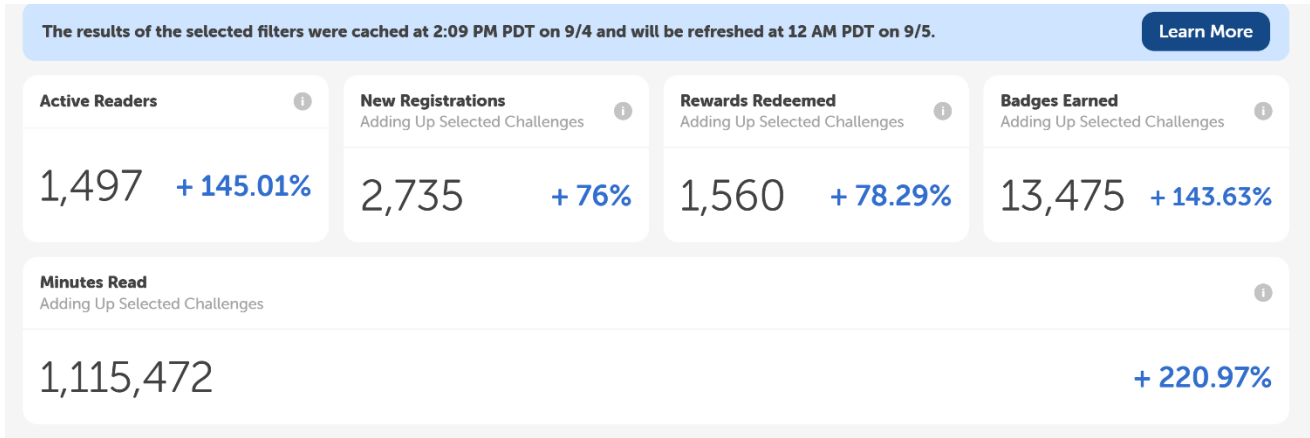 The results of the selected filters were cached at 2:09 PM PDT on 9/4 and will be refreshed at 12 AM PDT on 9/5.
Learn More
Active Readers
1,497
+ 145.01%
New Registrations
Adding Up Selected Challenges
2,735
+ 76%
Rewards Redeemed
Adding Up Selected Challenges
1,560
+ 78.29%
Badges Earned
Adding Up Selected Challenges
13,475
+ 143.63%
Minutes Read
Adding Up Selected Challenges
1,115,472
+ 220.97%